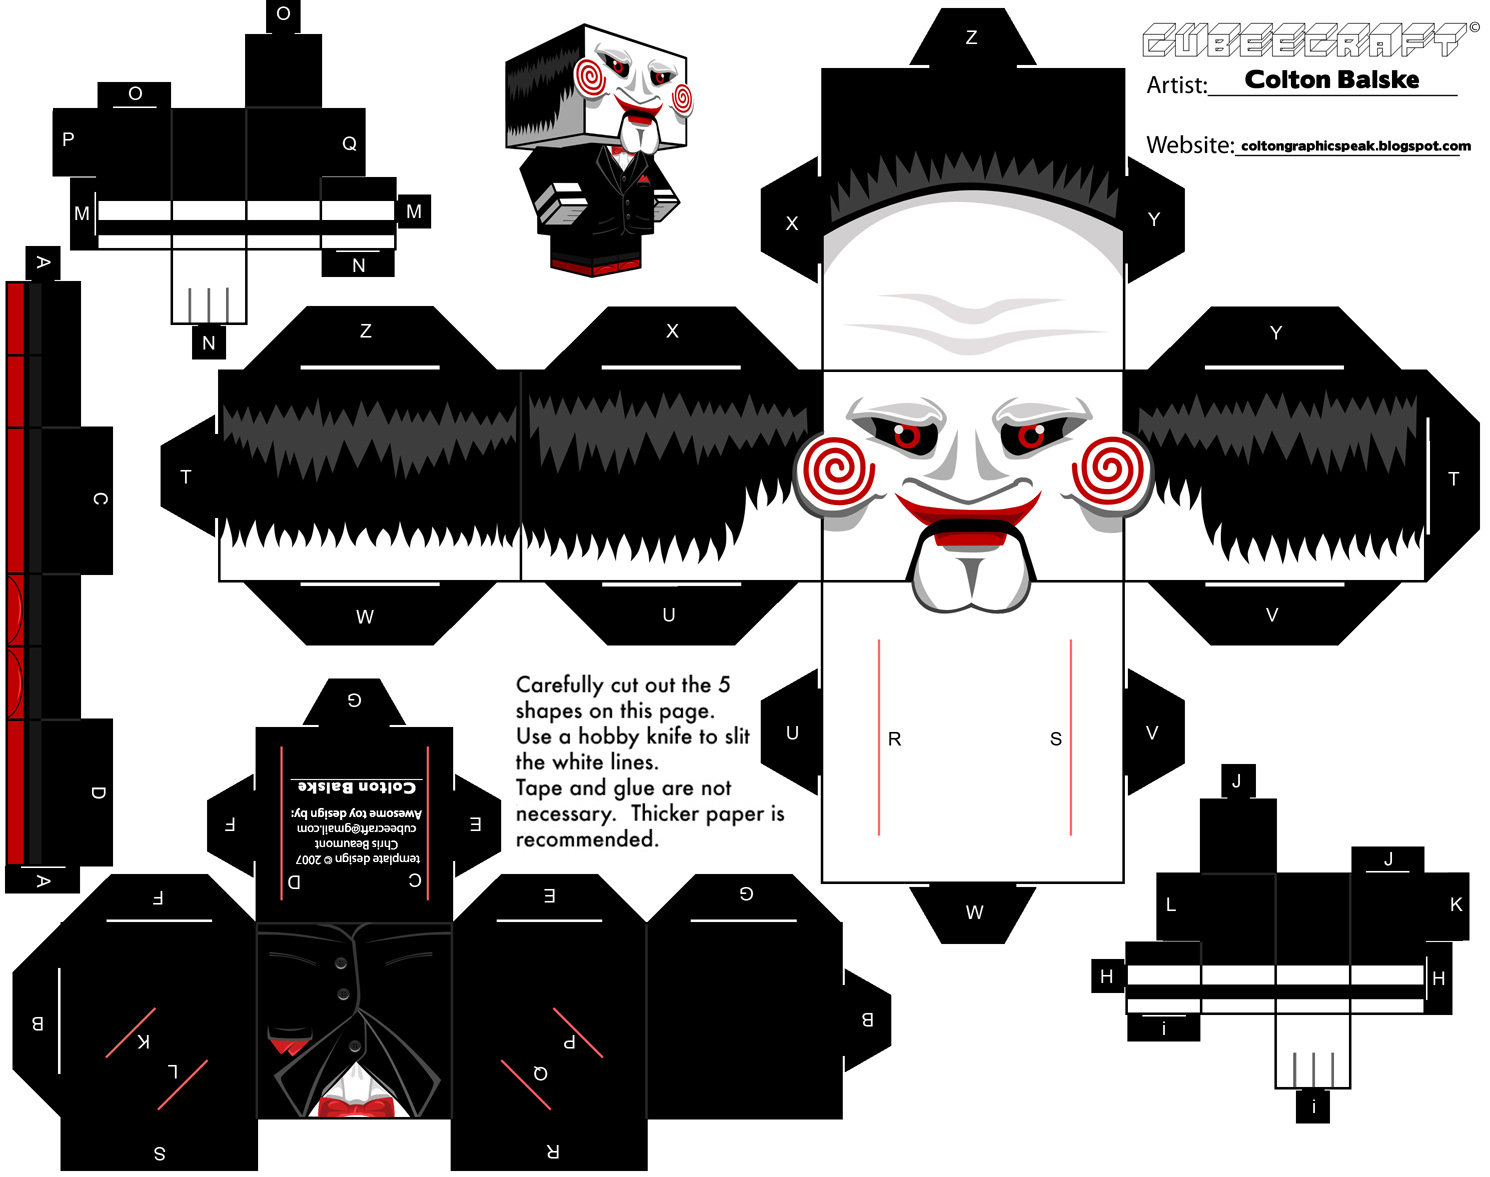 CUBEECRAFT ©
Artist: Colton Balske
Website: coltongraphicspeak.blogspot.com
O
O
P
Q
M
M
N
N
Z
X
Y
A
C
D
A
Z
X
Y
T
T
W
U
V
Carefully cut out the 5
shapes on this page.
Use a hobby knife to slit
the white lines.
Tape and glue are not
necessary. Thicker paper is
recommended.
U
R
S
V
W
G
F
E
D
C
template design © 2007
Chris Beaumont
cubeecraft@gmail.com
Awesome toy design by:
Colton Balske
F
E
G
B
K
L
P
Q
B
S
R
J
J
L
K
H
H
i
i